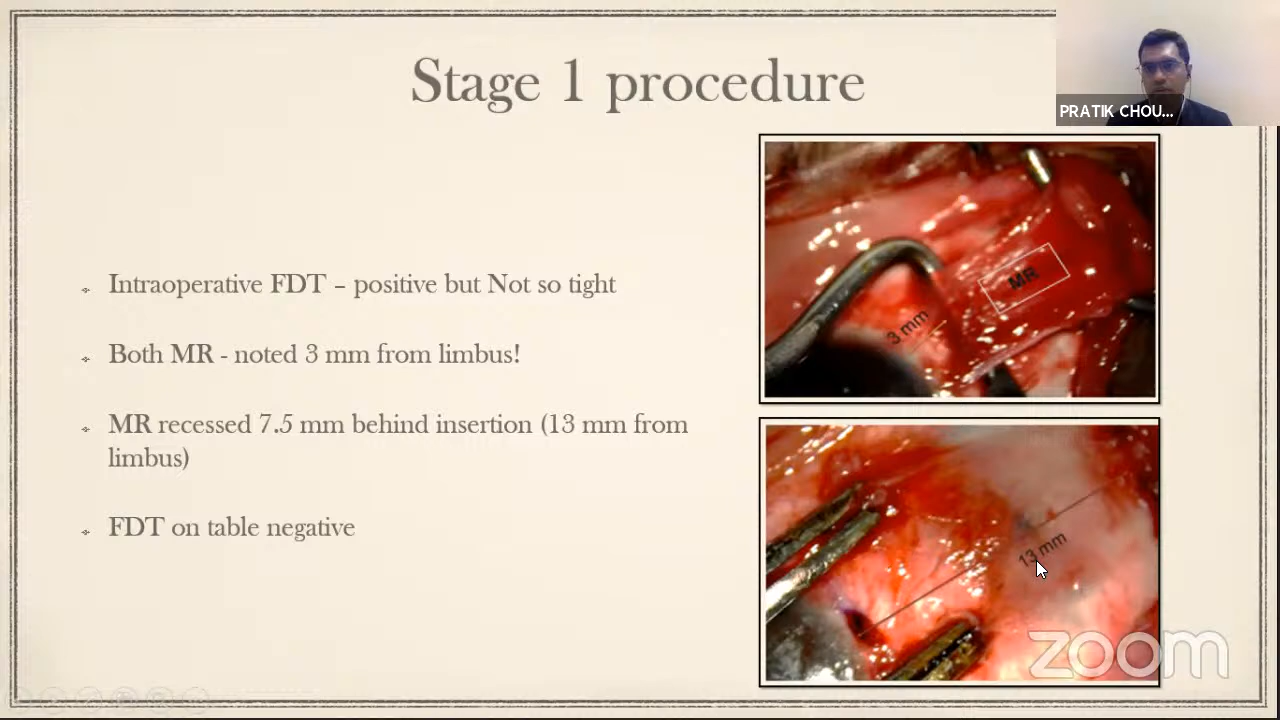 Stage 1 procedure
PRATIK CHOU...
Intraoperative FDT – positive but Not so tight
Both MR - noted 3 mm from limbus!
MR recessed 7.5 mm behind insertion (13 mm from
limbus)
FDT on table negative
MR
3 mm
13 mm
zoom